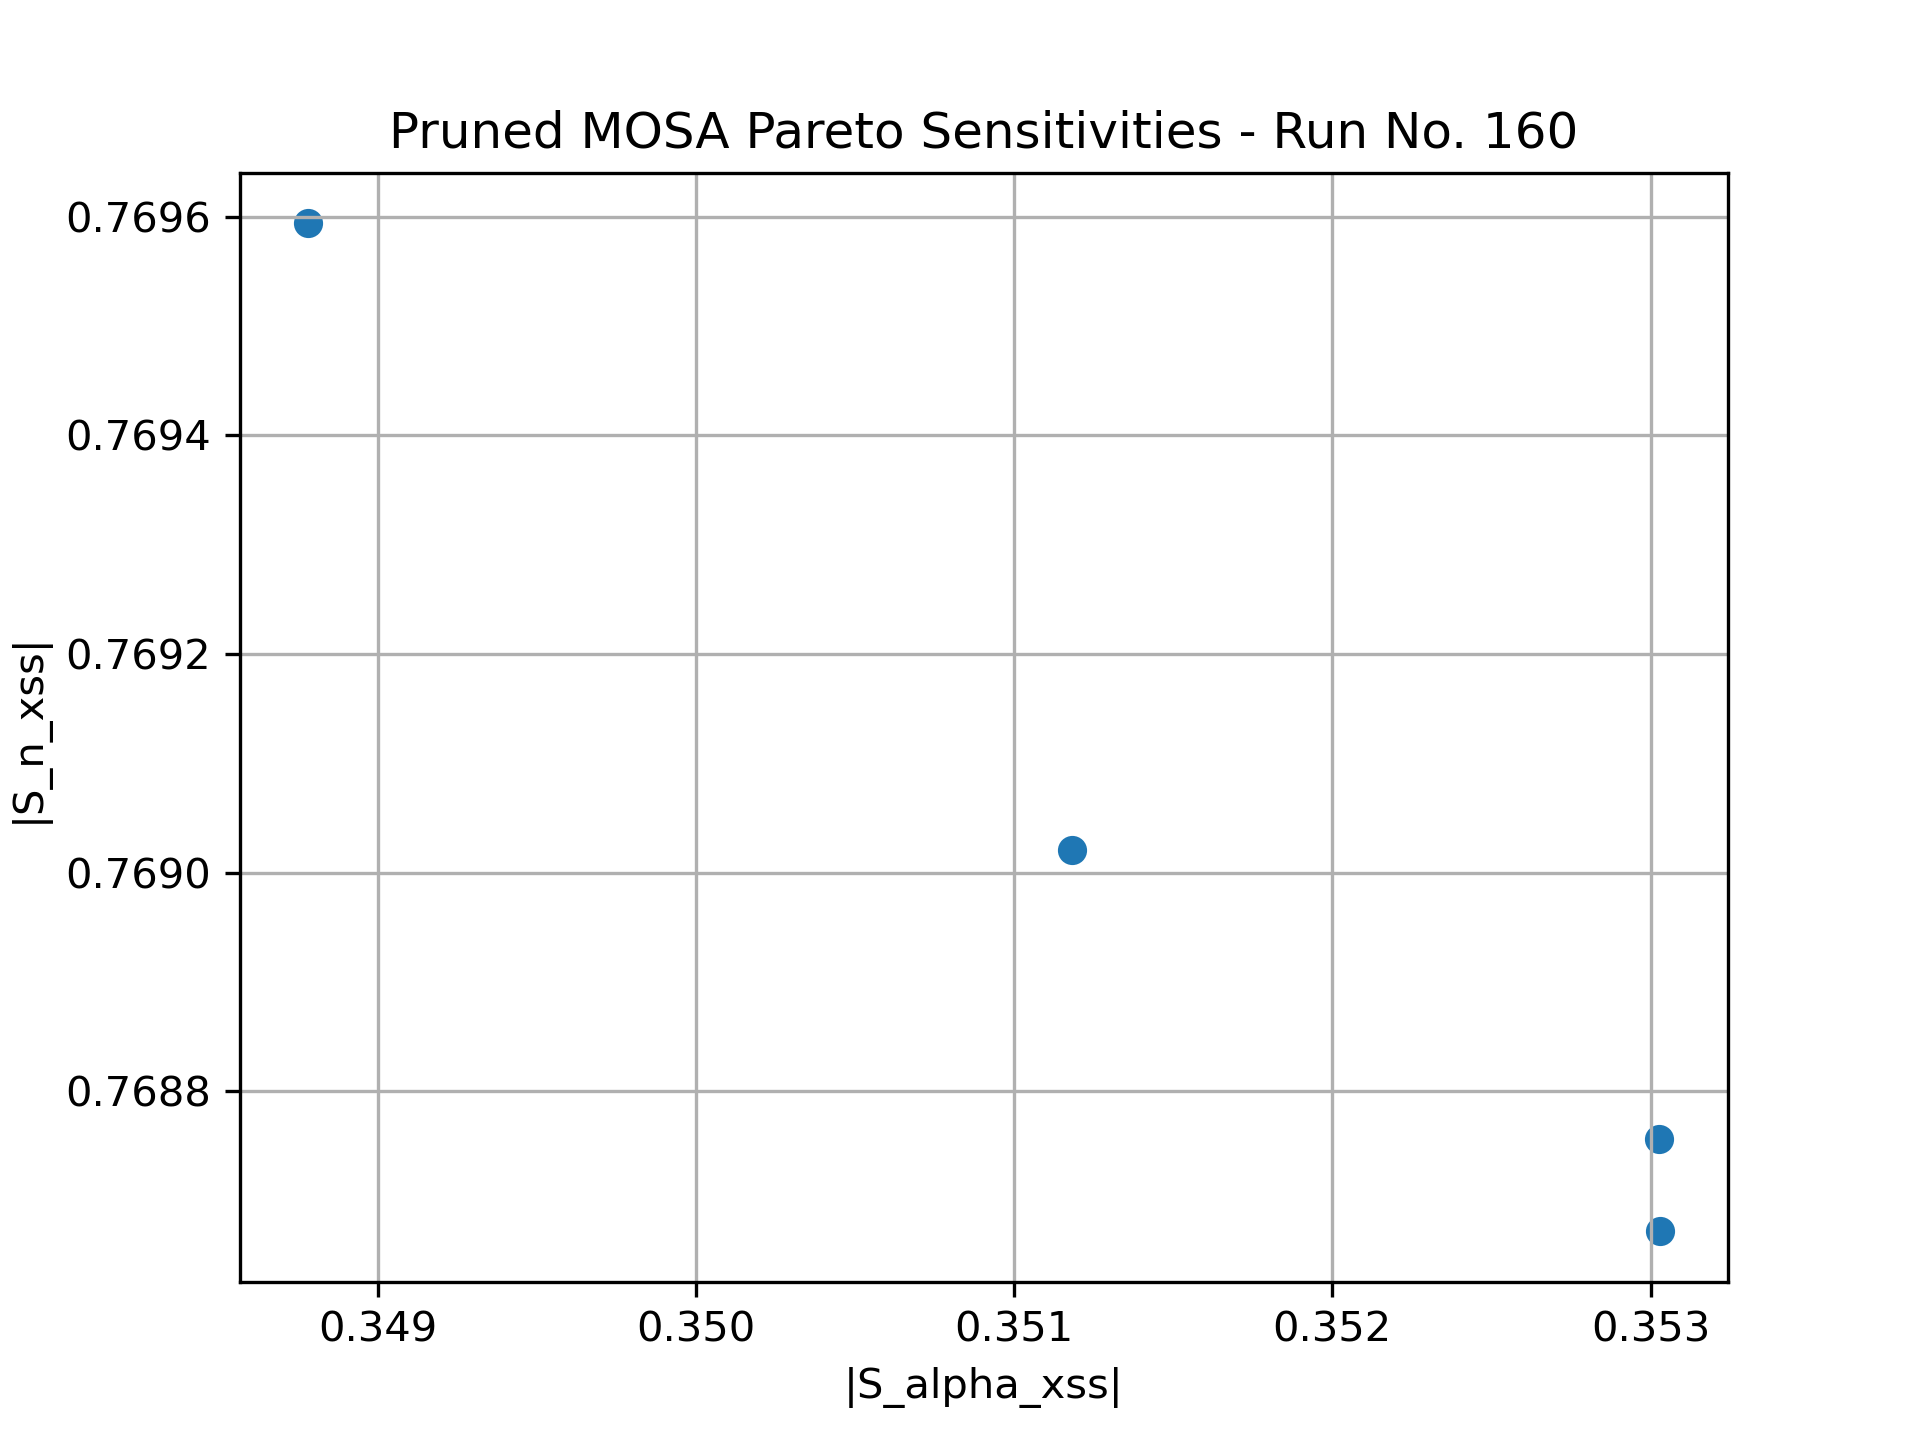 Pruned MOSA Pareto Sensitivities - Run No. 160
0.7696
0.7694
0.7692
0.7690
0.7688
|S_n_xss|
0.349 0.350 0.351 0.352 0.353
|S_alpha_xss|